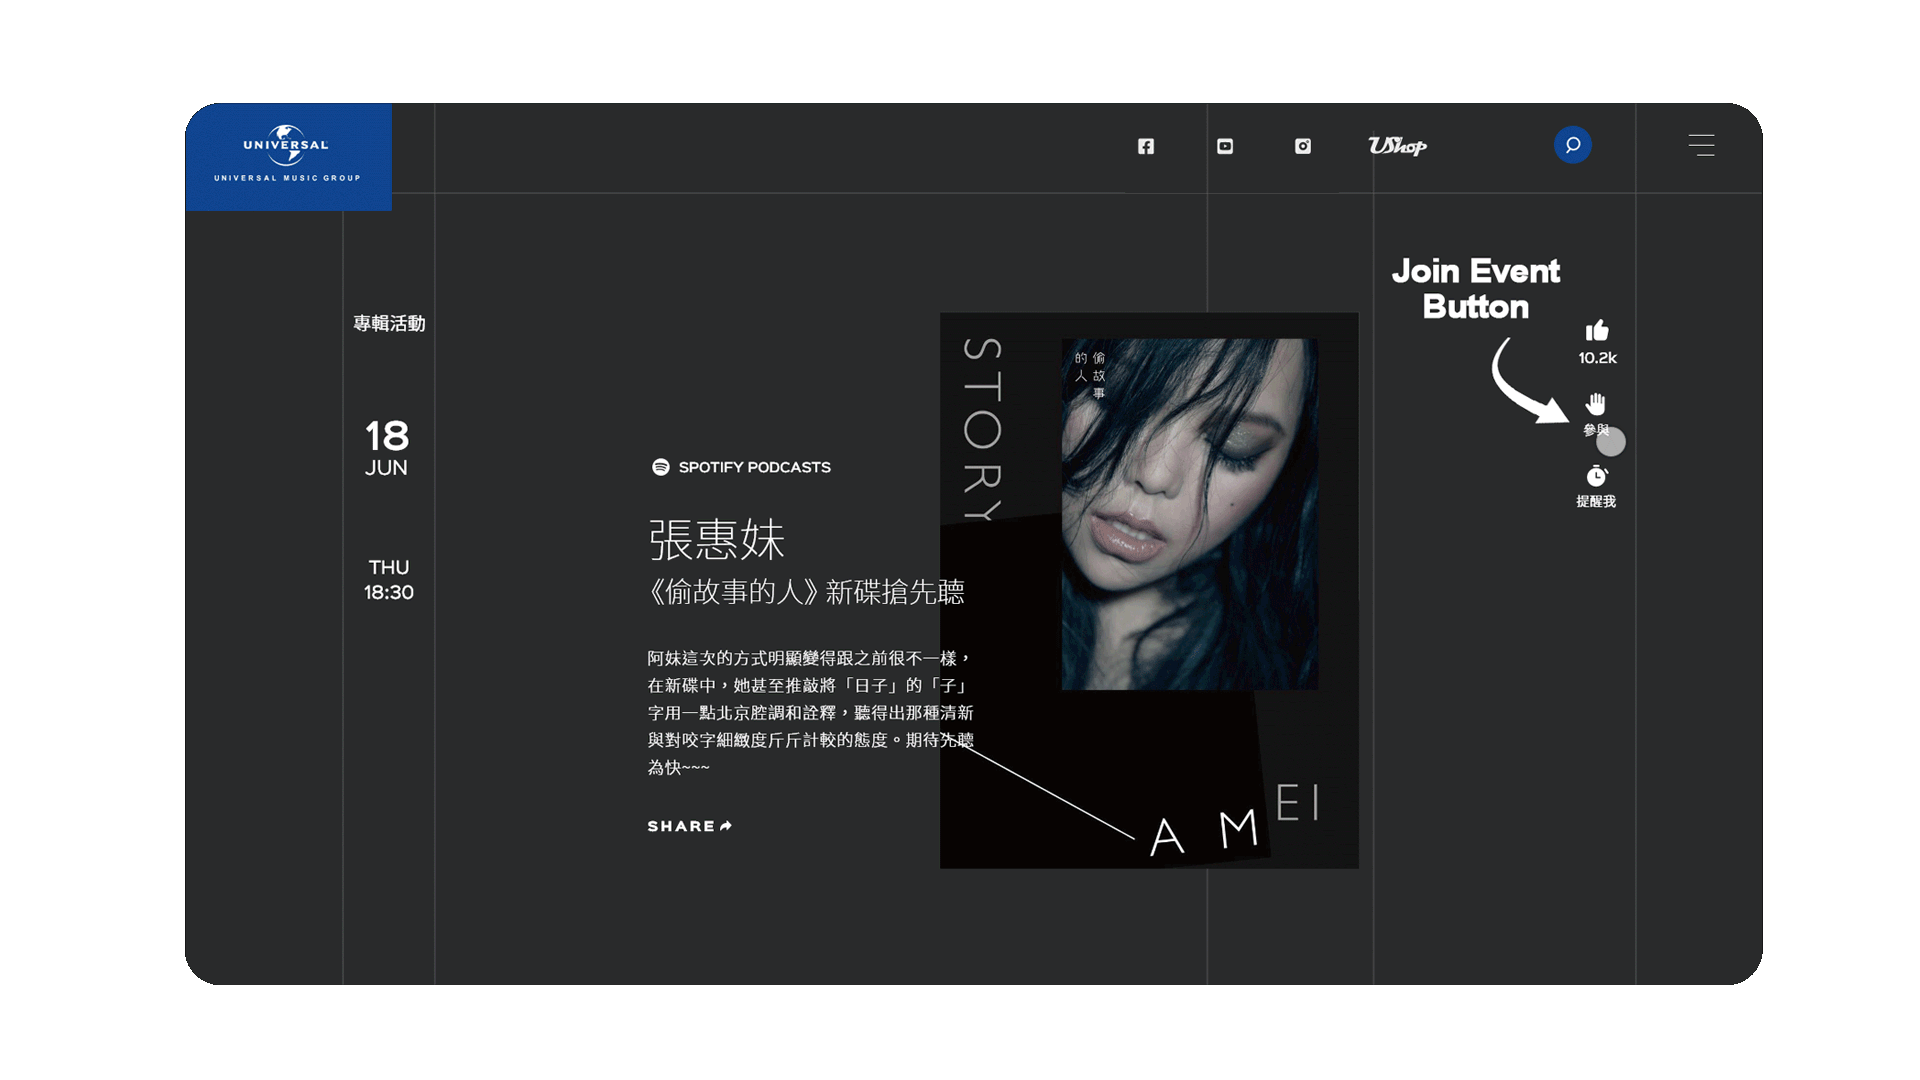 UNIVERSAL
UNIVERSAL MUSIC GROUP
UShop
Join Event
Button
專輯活動
10.2k
參與
提醒我
18
JUN
THU
18:30
SPOTIFY PODCASTS
張惠妹
《偷故事的人》新碟搶先聽
阿妹這次的方式明顯變得跟之前很不一樣，
在新碟中，她甚至推敲將「日子」的「子」
字用一點北京腔調和詮釋，聽得出那種清新
與對咬字細緻度斤斤計較的態度。期待先聽
為快~~~
SHARE
STORY
偷故事
的人
A MEI